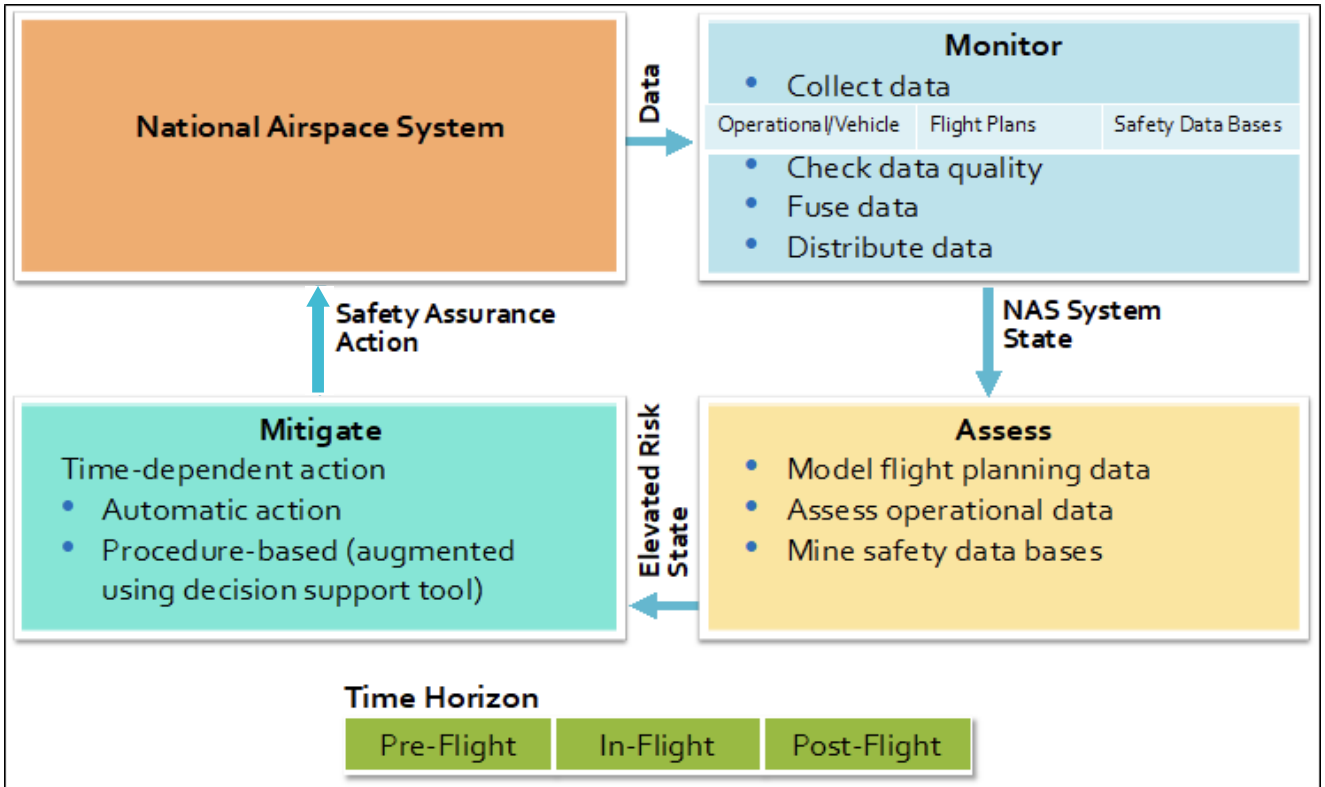 National Airspace System
Data
Monitor
• Collect data
Operational/Vehicle
Flight Plans
Safety Data Bases
• Check data quality
• Fuse data
• Distribute data
Safety Assurance
Action
NAS System
State
Mitigate
Time-dependent action
• Automatic action
• Procedure-based (augmented
using decision support tool)
Elevated Risk
State
Assess
• Model flight planning data
• Assess operational data
• Mine safety data bases
Time Horizon
Pre-Flight
In-Flight
Post-Flight